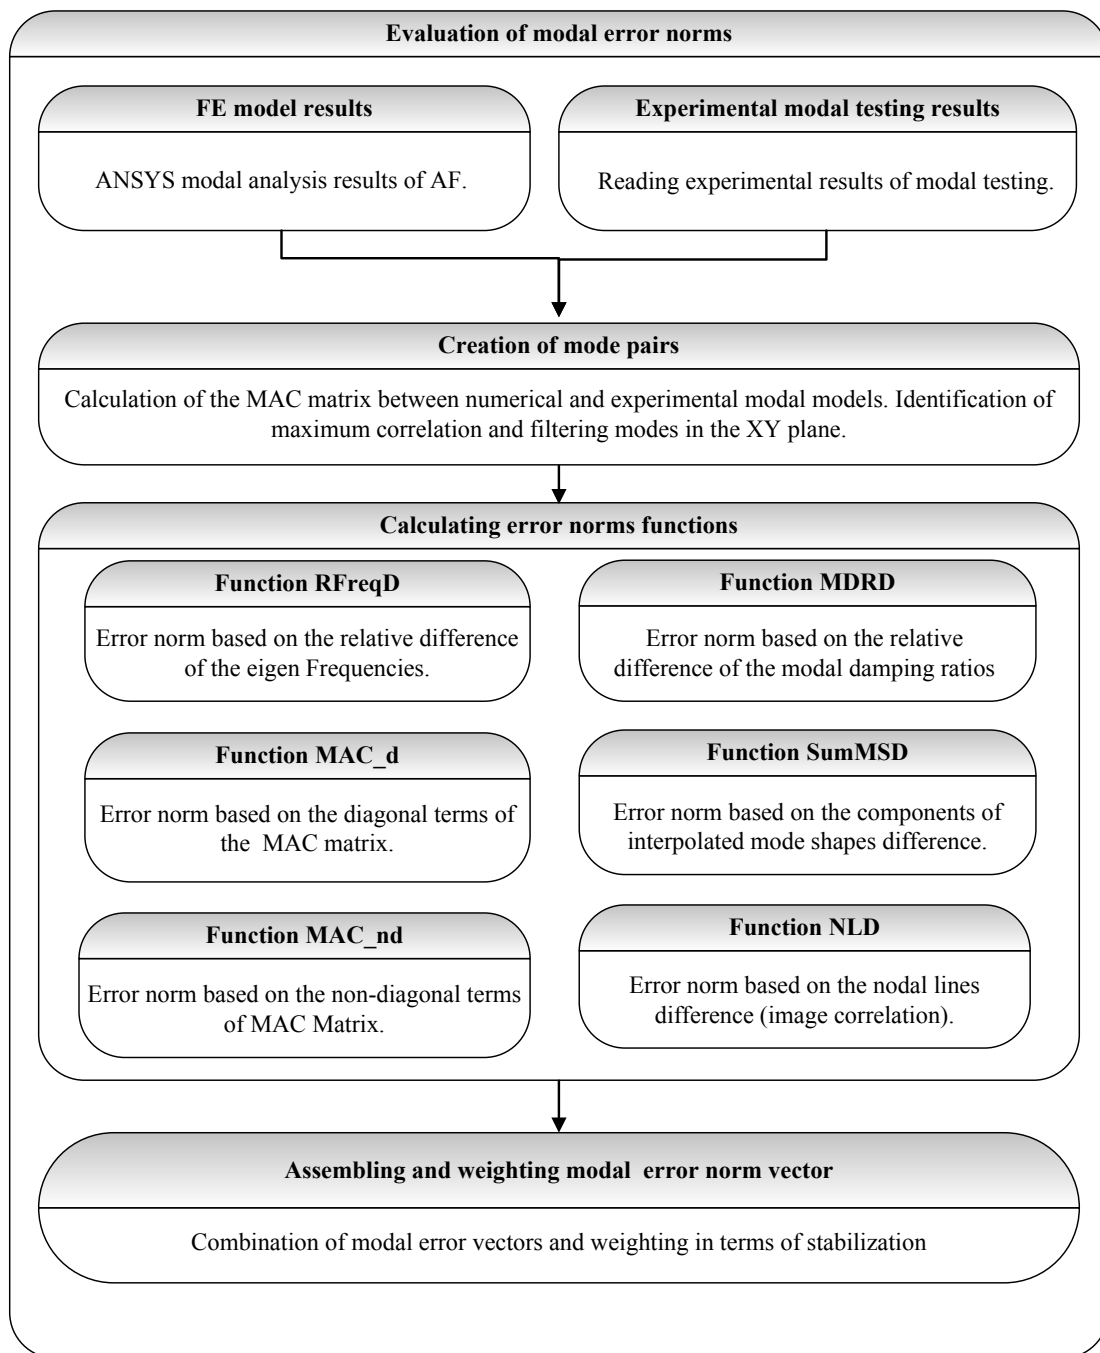 Evaluation of modal error norms
FE model results
ANSYS modal analysis results of AF.
Experimental modal testing results
Reading experimental results of modal testing.
Creation of mode pairs
Calculation of the MAC matrix between numerical and experimental modal models. Identification of
maximum correlation and filtering modes in the XY plane.
Calculating error norms functions
Function RFreqD
Error norm based on the relative difference
of the eigen Frequencies.
Function MDRD
Error norm based on the relative
difference of the modal damping ratios
Function MAC_d
Error norm based on the diagonal terms of
the  MAC matrix.
Function SumMSD
Error norm based on the components of
interpolated mode shapes difference.
Function MAC_nd
Error norm based on the non-diagonal terms
of MAC Matrix.
Function NLD
Error norm based on the nodal lines
difference (image correlation).
Assembling and weighting modal  error norm vector
Combination of modal error vectors and weighting in terms of stabilization